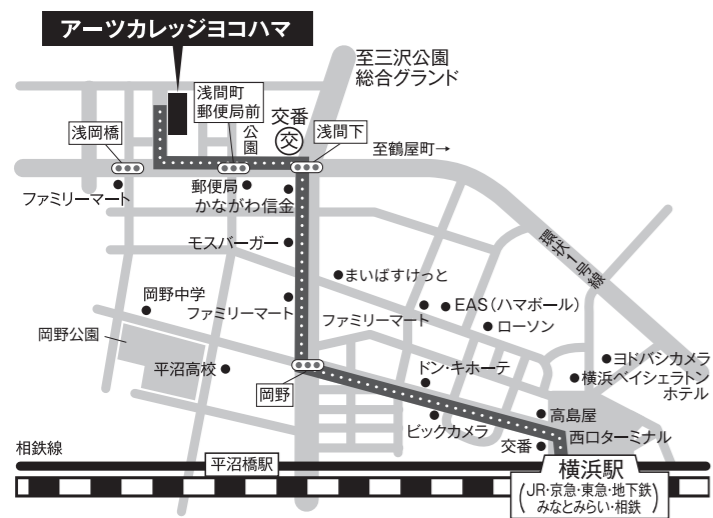 アーツカレッジヨコハマ
至三沢公園
総合グランド
浅間町
郵便局前
交番
交
公園
浅岡橋
浅間下
至鶴屋町→
ファミリーマート
郵便局
かながわ信金
モスバーガー
環状1号線
まいばすけっと
岡野中学
ファミリーマート
ファミリーマート
EAS（ハマボール）
ローソン
岡野公園
平沼高校
ドン・キホーテ
ヨドバシカメラ
横浜ベイシェラトン
ホテル
岡野
高島屋
ビックカメラ
西口ターミナル
交番
相鉄線
平沼橋駅
横浜駅
（JR・京急・東急・地下鉄
みなとみらい・相鉄）